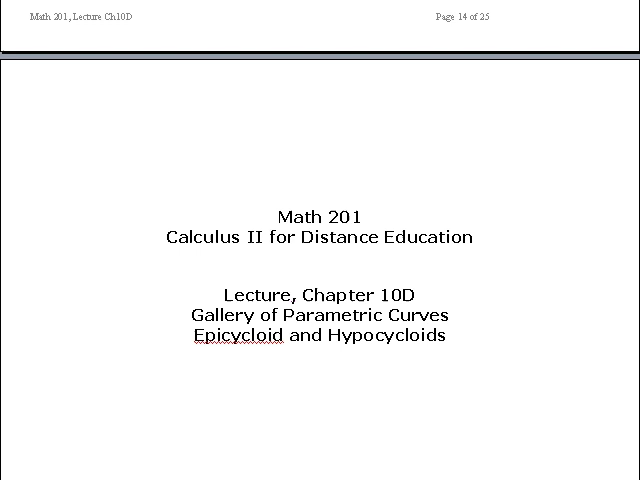 Math 201, Lecture Ch10D Page 14 of 25
Math 201
Calculus II for Distance Education
Lecture, Chapter 10D
Gallery of Parametric Curves
Epicycloid and Hypocycloids